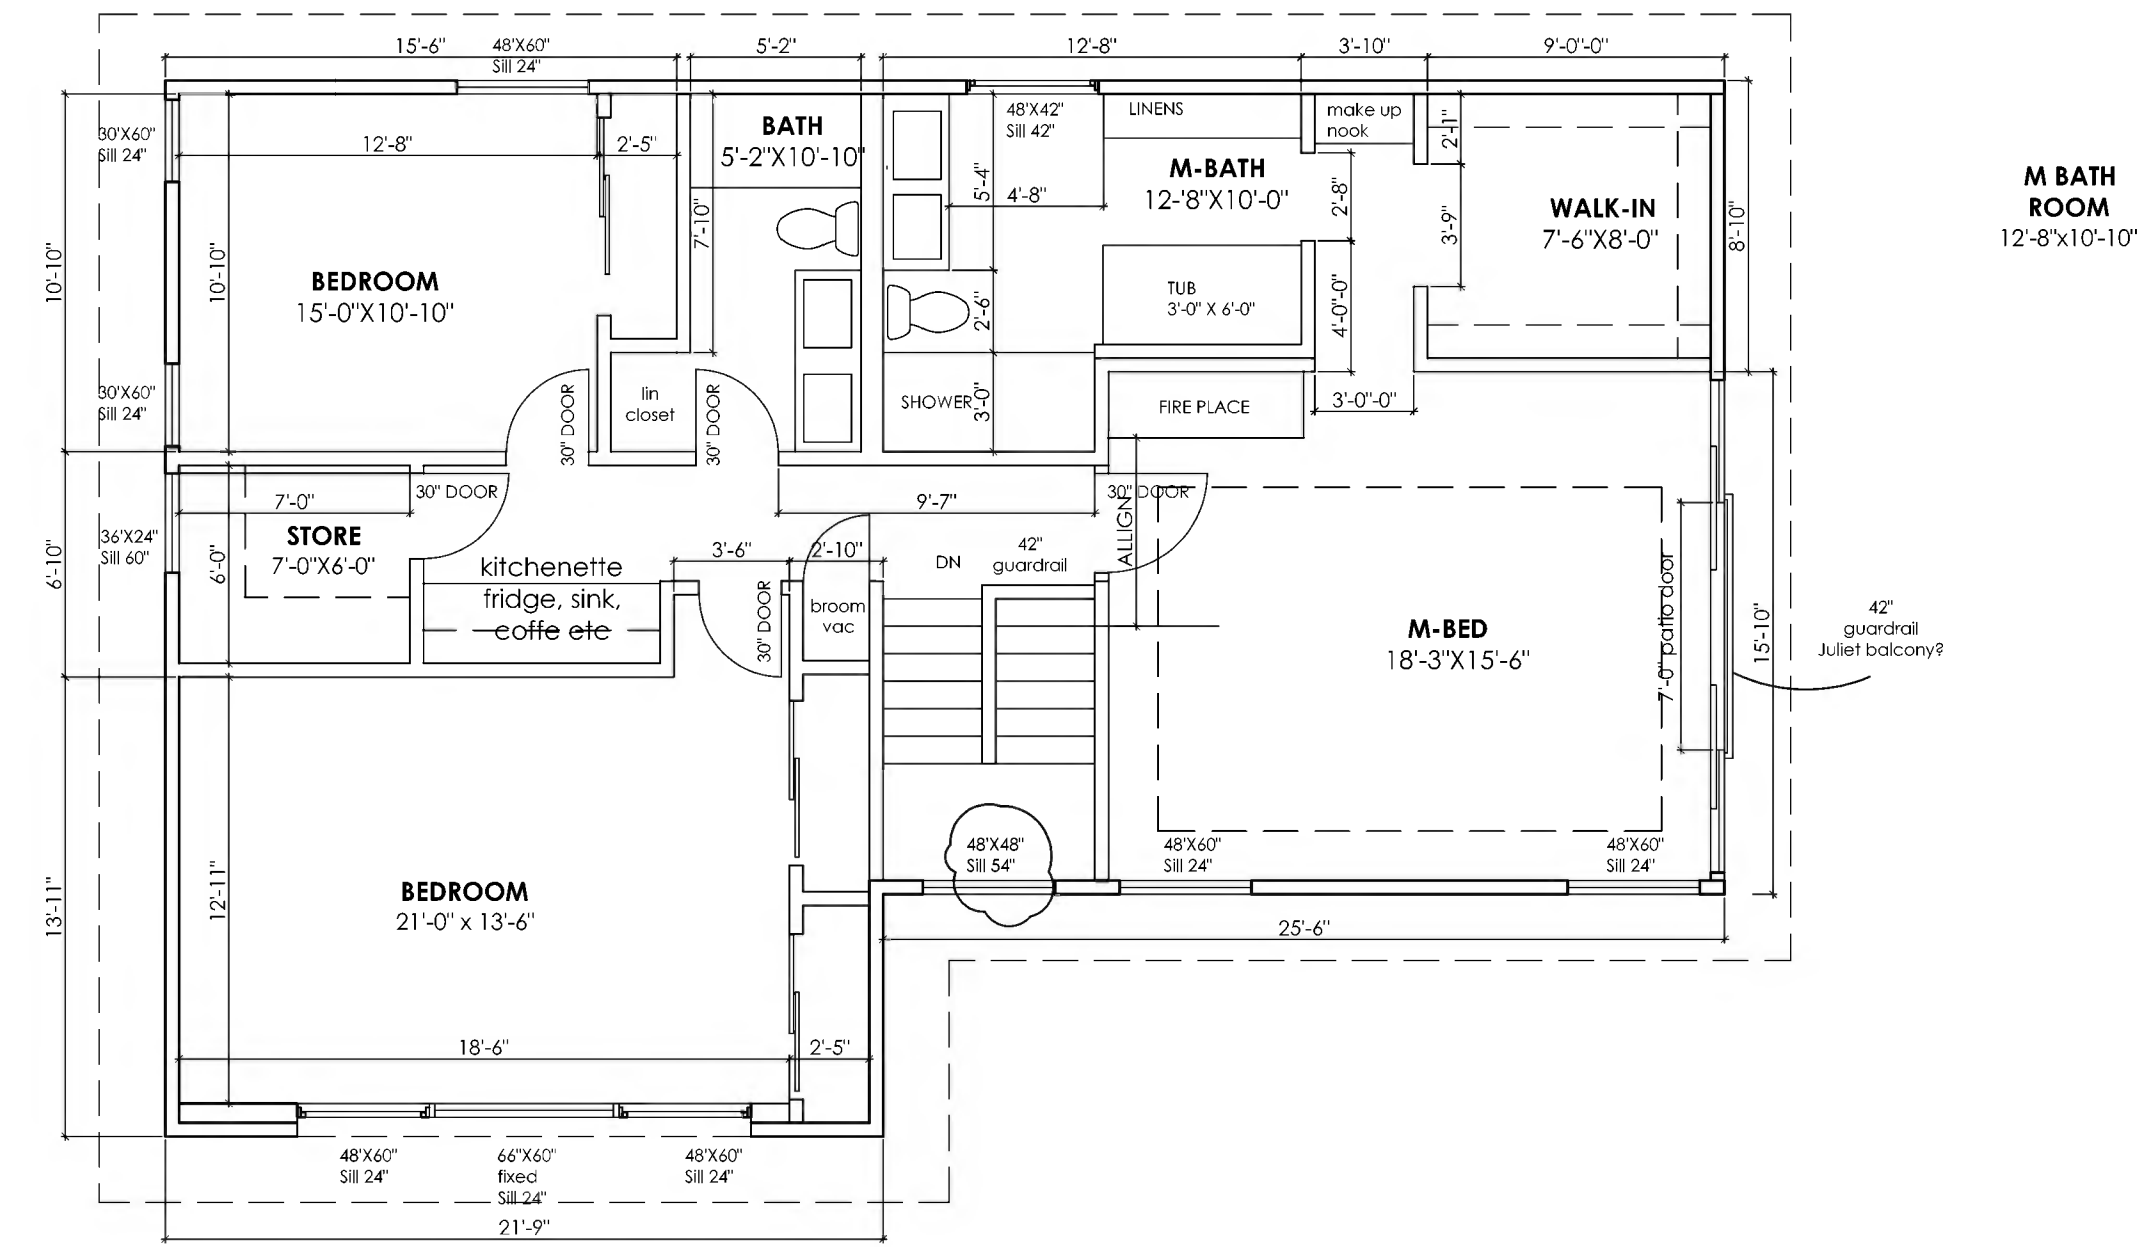 15'-6"
48'X60"
Sill 24"
5'-2"
12'-8"
3'-10"
9'-0'-0"
30'X60"
Sill 24"
12'-8"
2'-5"
BATH
5'-2"X10'-10"
48'X42"
Sill 42"
LINENS
make up
nook
2'-1"
M-BATH
12-'8"X10'-0"
5'-4"
4'-8"
2'-8"
3'-9"
WALK-IN
7'-6"X8'-0"
8'-10"
M BATH
ROOM
12'-8"x10'-10"
10'-10"
10'-10"
7'-10"
BEDROOM
15'-0"X10'-10"
2'-6"
TUB
3'-0" X 6'-0"
4'-0'-0"
30'X60"
Sill 24"
30" DOOR
lin
closet
30" DOOR
SHOWER
3'-0"
FIRE PLACE
3'-0"-0"
30" DOOR
7'-0"
9'-7"
30" DOOR
ALLIGN
STORE
7'-0"X6'-0"
36'X24"
Sill 60"
6'-10"
6'-0"
kitchenette
fridge, sink,
coffe etc
3'-6"
2'-10"
DN
42"
guardrail
30" DOOR
broom
vac
M-BED
18'-3"X15'-6"
7'-0" patio door
15'-10"
42"
guardrail
Juliet balcony?
48'X48"
Sill 54"
48'X60"
Sill 24"
48'X60"
Sill 24"
13'-11"
12'-11"
BEDROOM
21'-0" x 13'-6"
25'-6"
18'-6"
2'-5"
48'X60"
Sill 24"
66"X60"
fixed
Sill 24"
48'X60"
Sill 24"
21'-9"